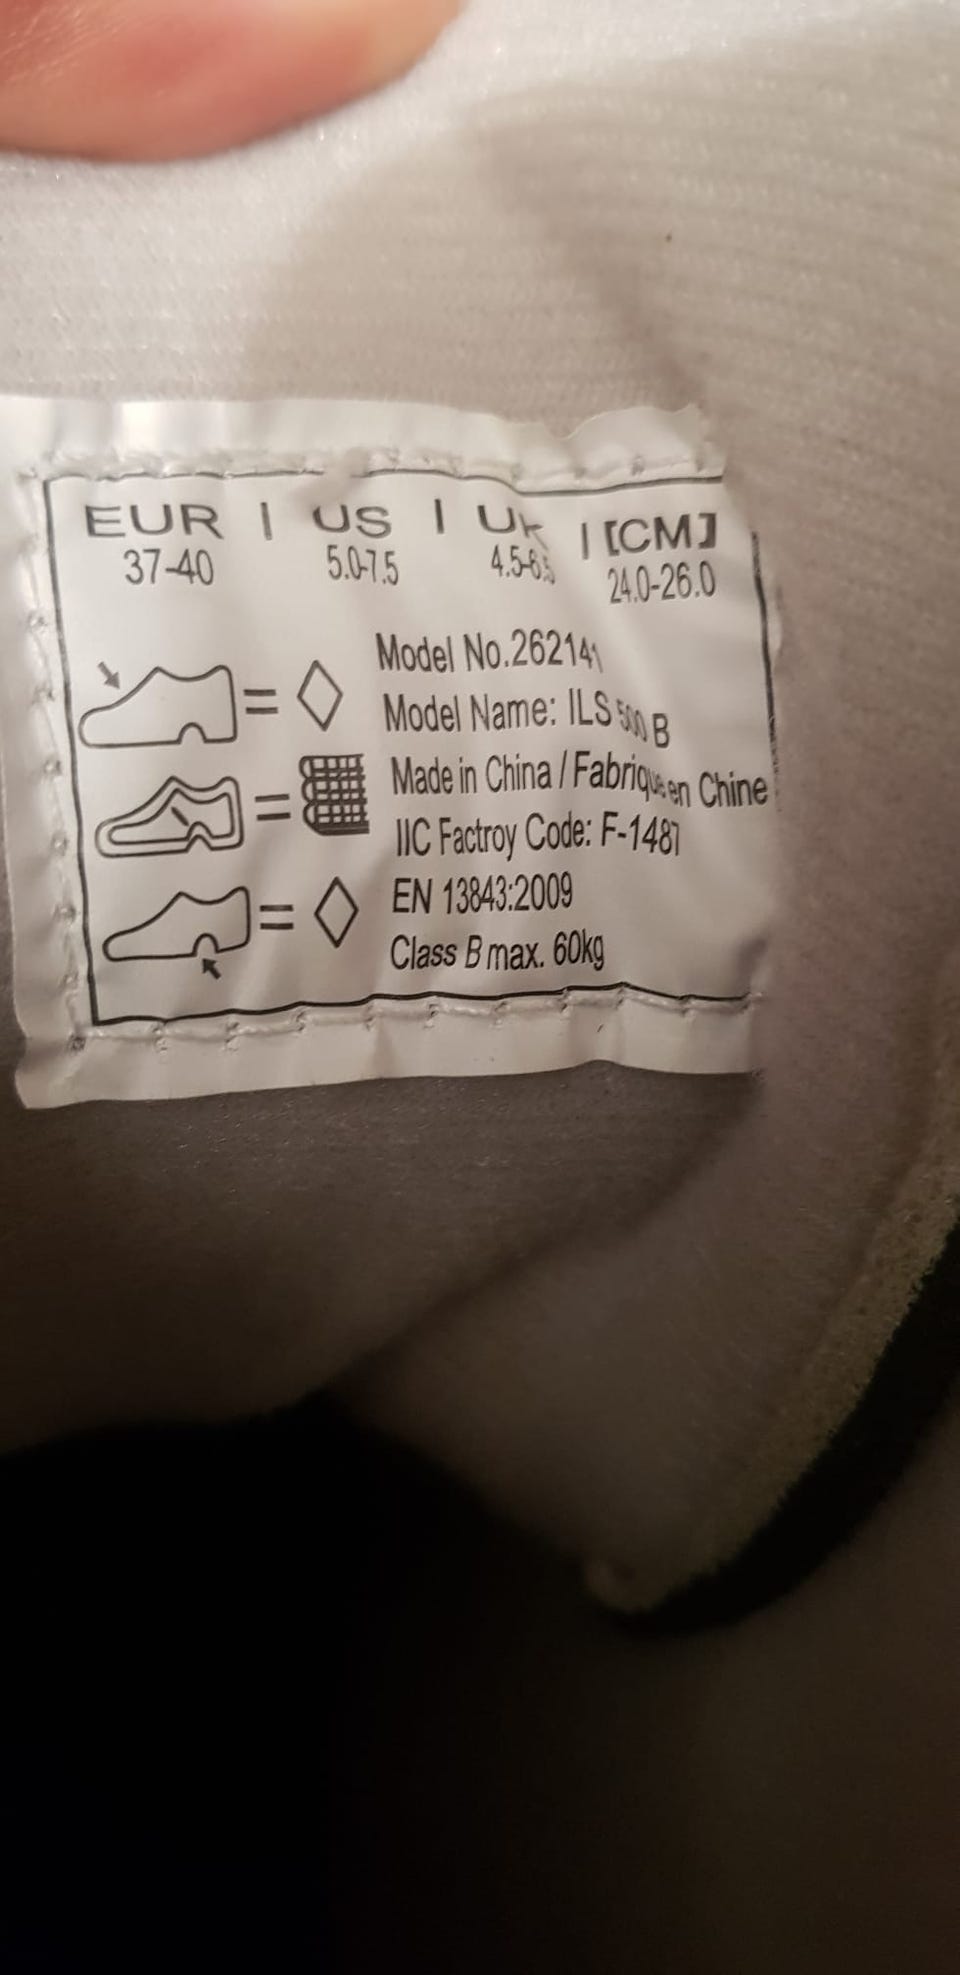 EUR | US | Uk | [CM]
37-40 5.0-7.5 4.5-6.5 24.0-26.0
Model No.262141
Model Name: ILS 500 B
Made in China / Fabrique en Chine
IIC Factroy Code: F-1487
EN 13843:2009
Class B max. 60kg